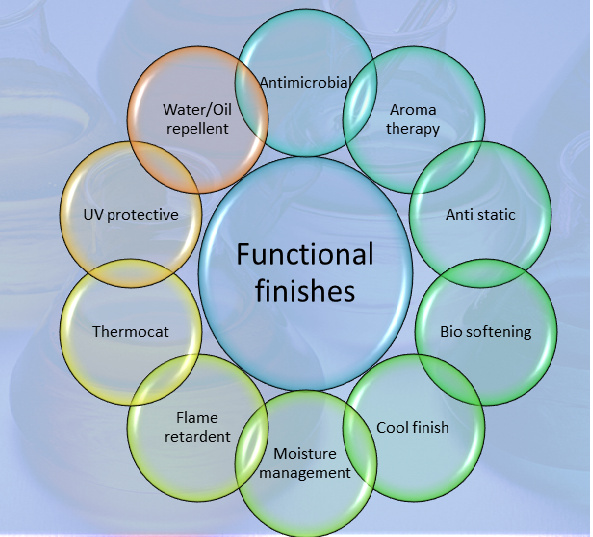 Functional
finishes
Antimicrobial
Aroma
therapy
Anti static
Bio softening
Cool finish
Moisture
management
Flame
retardent
Thermocat
UV protective
Water/Oil
repellent